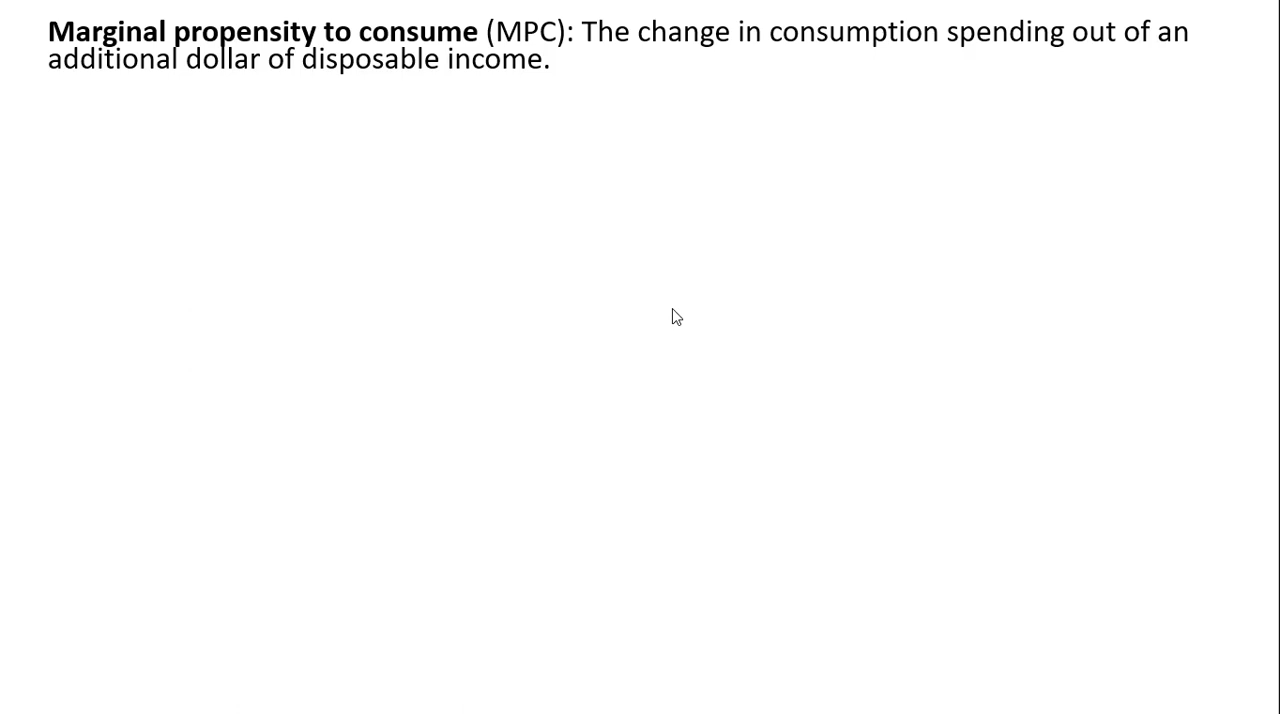 Marginal propensity to consume (MPC): The change in consumption spending out of an
additional dollar of disposable income.